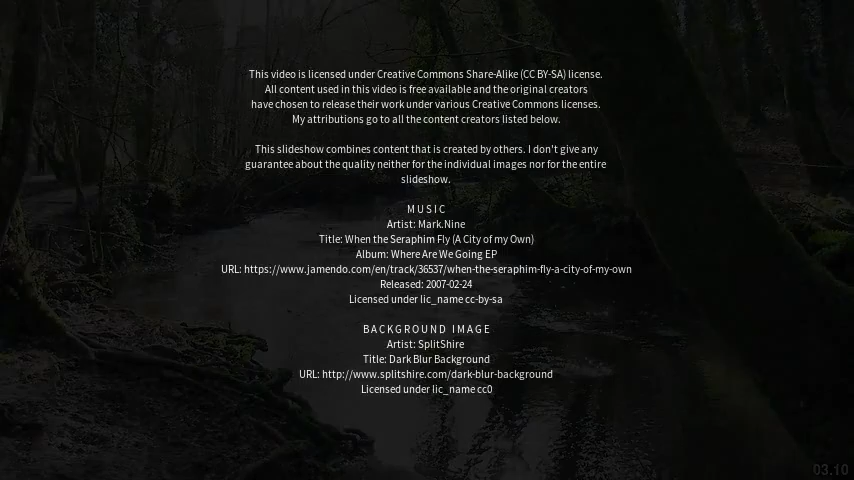 This video is licensed under Creative Commons Share-Alike (CC BY-SA) license.
All content used in this video is free available and the original creators
have chosen to release their work under various Creative Commons licenses.
My attributions go to all the content creators listed below.
This slideshow combines content that is created by others. I don't give any
guarantee about the quality neither for the individual images nor for the entire
slideshow.
MUSIC
Artist: Mark.Nine
Title: When the Seraphim Fly (A City of my Own)
Album: Where Are We Going EP
URL: https://www.jamendo.com/en/track/36537/when-the-seraphim-fly-a-city-of-my-own
Released: 2007-02-24
Licensed under lic_name cc-by-sa
BACKGROUND IMAGE
Artist: SplitShire
Title: Dark Blur Background
URL: http://www.splitshire.com/dark-blur-background
Licensed under lic_name cc0
03.10